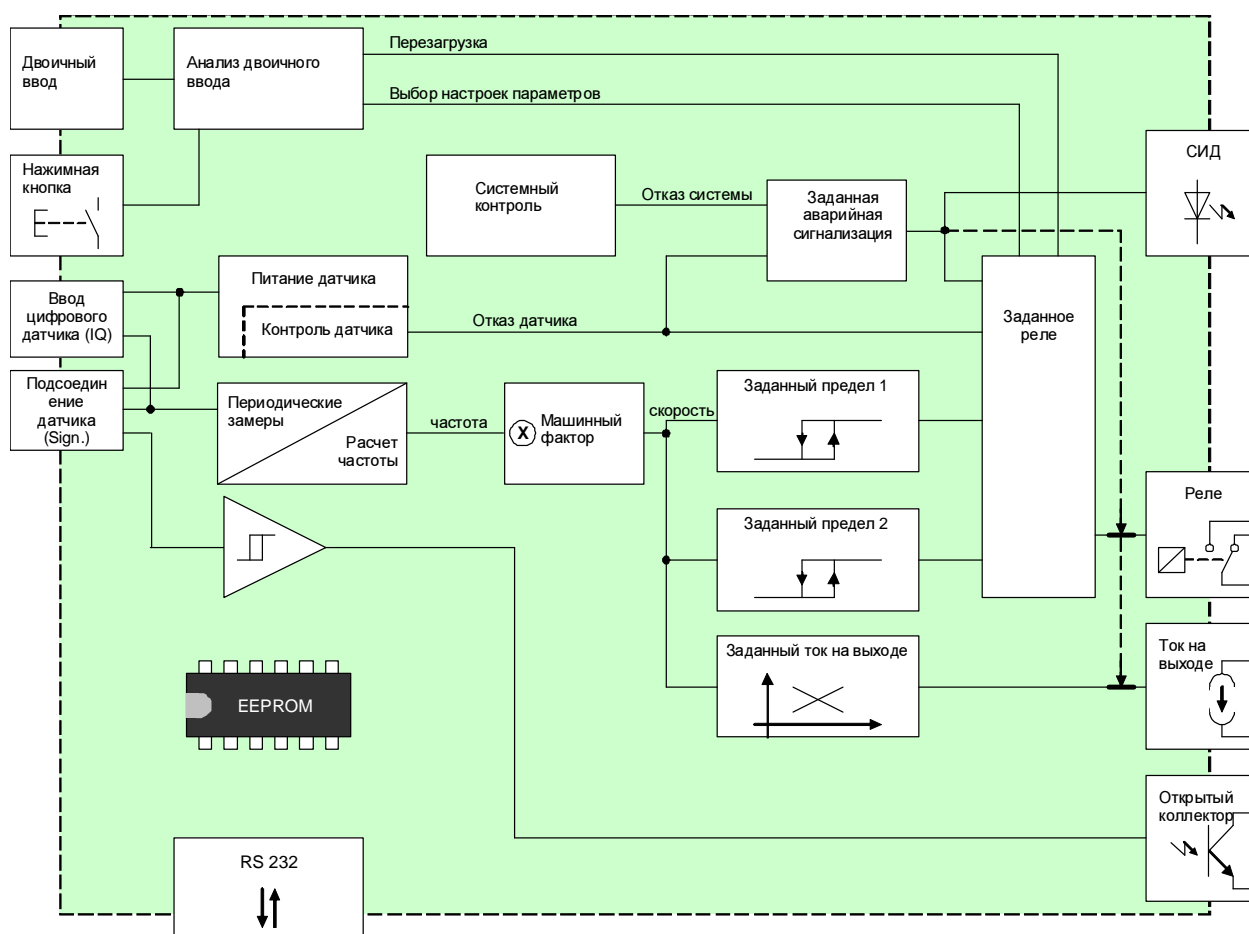 Двоичный
ввод
Анализ двоичного
ввода
Перезагрузка
Выбор настроек параметров
Нажимная
кнопка
Системный
контроль
Отказ системы
Заданная
аварийная
сигнализация
СИД
Ввод
цифрового
датчика (IQ)
Питание датчика
Контроль датчика
Отказ датчика
Заданное
реле
Подсоедин
ение
датчика
(Sign.)
Периодические
замеры
Расчет
частоты
частота
X
Машинный
фактор
скорость
Заданный предел 1
Заданный предел 2
Реле
Заданный ток на выходе
Ток на
выходе
EEPROM
Открытый
коллектор
RS 232